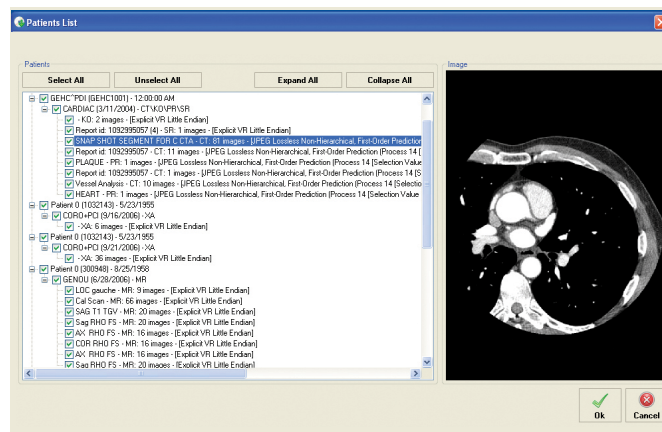 Patients List
Patients
Image
Select All
Unselect All
Expand All
Collapse All
GEHC^PDI (GEHC1001) - 12:00:00 AM
CARDIAC (3/11/2004) - CT\KO\PR\SR
- KO: 2 images - [Explicit VR Little Endian]
Report id: 1092995057 (4) - SR: 1 images - [Explicit VR Little Endian]
SNAP SHOT SEGMENT FOR C CTA - CT: 81 images - [JPEG Lossless Non-Hierarchical, First-Order Prediction
Report id: 1092995057 - CT: 11 images - [JPEG Lossless Non-Hierarchical, First-Order Prediction (Process 14 [
PLAQUE - PR: 1 images - [JPEG Lossless Non-Hierarchical, First-Order Prediction (Process 14 [Selection Value
Report id: 1092995057 - CT: 1 images - [JPEG Lossless Non-Hierarchical, First-Order Prediction (Process 14 [S
Vessel Analysis - CT: 10 images - [JPEG Lossless Non-Hierarchical, First-Order Prediction (Process 14 [Selectio
HEART - PR: 1 images - [JPEG Lossless Non-Hierarchical, First-Order Prediction (Process 14 [Selection Value
Patient 0 (1032143) - 5/23/1955
CORO+PCI (9/16/2006) - XA
- XA: 6 images - [Explicit VR Little Endian]
Patient 0 (1032143) - 5/23/1955
CORO+PCI (9/21/2006) - XA
- XA: 36 images - [Explicit VR Little Endian]
Patient 0 (300948) - 8/25/1958
GENOU (6/28/2006) - MR
LOC gauche - MR: 9 images - [Explicit VR Little Endian]
Cal Scan - MR: 66 images - [Explicit VR Little Endian]
SAG T1 TGV - MR: 20 images - [Explicit VR Little Endian]
Sag RHO FS - MR: 20 images - [Explicit VR Little Endian]
AX RHO FS - MR: 16 images - [Explicit VR Little Endian]
COR RHO FS - MR: 16 images - [Explicit VR Little Endian]
AX RHO FS - MR: 16 images - [Explicit VR Little Endian]
Sag RHO FS - MR: 20 images - [Explicit VR Little Endian]
Ok
Cancel